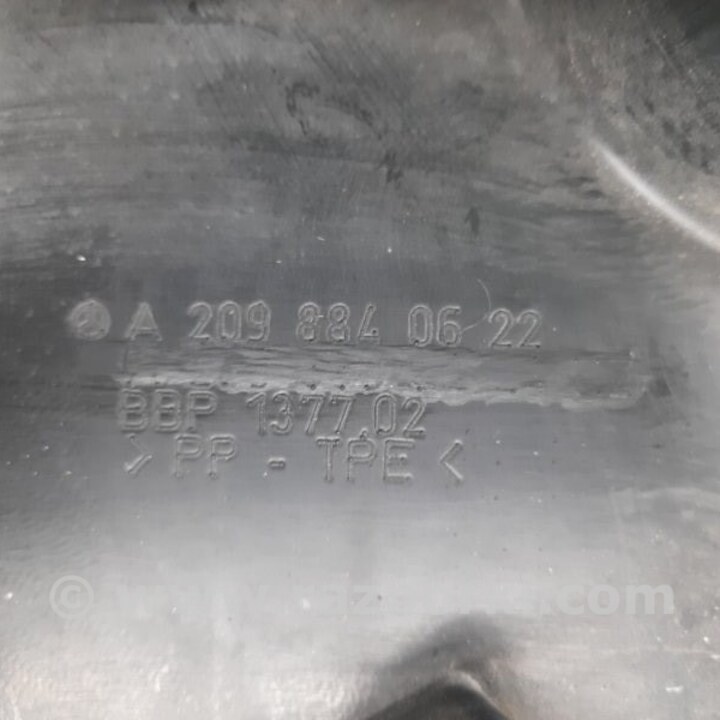 A 209 884 06 22
BBP 1377.02
> PP - TPE <